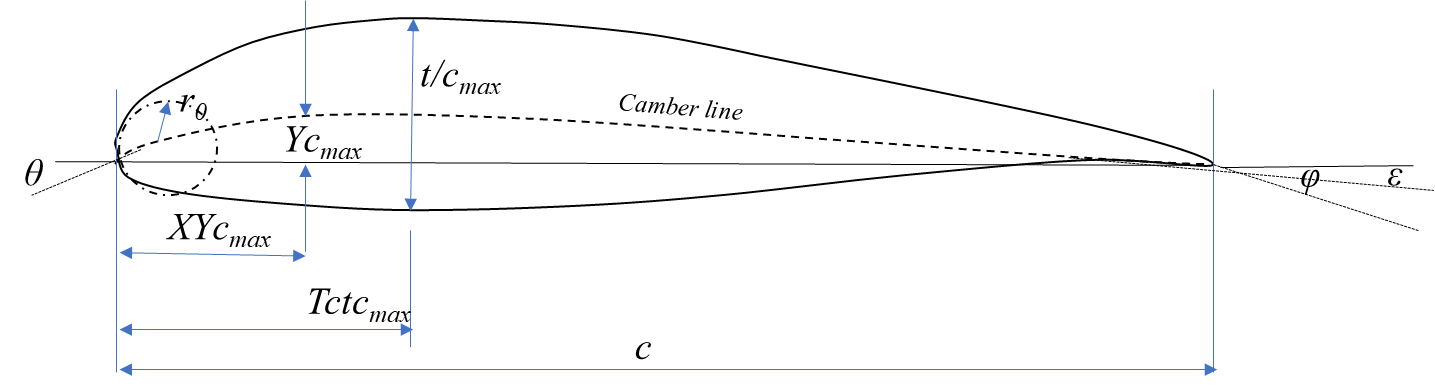 t/cmax
rθ
Camber line
Ycmax
θ
φ
ε
XYcmax
Tctcmax
c